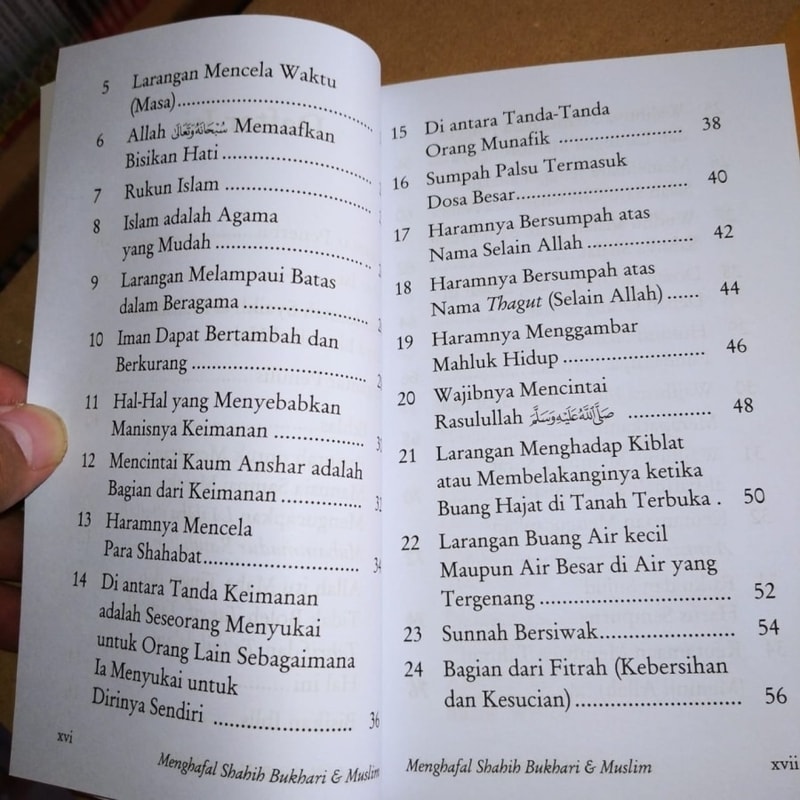 5 Larangan Mencela Waktu
(Masa)
6 Allah سُبْحَانَهُ وَتَعَالَى Memaafkan
Bisikan Hati
7 Rukun Islam
8 Islam adalah Agama
yang Mudah
9 Larangan Melampaui Batas
dalam Beragama
10 Iman Dapat Bertambah dan
Berkurang
11 Hal-Hal yang Menyebabkan
Manisnya Keimanan
12 Mencintai Kaum Anshar adalah
Bagian dari Keimanan
13 Haramnya Mencela
Para Shahabat 34
14 Di antara Tanda Keimanan
adalah Seseorang Menyukai
untuk Orang Lain Sebagaimana
Ia Menyukai untuk
Dirinya Sendiri 36
xvi
Menghafal Shahih Bukhari & Muslim
15 Di antara Tanda-Tanda
Orang Munafik 38
16 Sumpah Palsu Termasuk
Dosa Besar 40
17 Haramnya Bersumpah atas
Nama Selain Allah 42
18 Haramnya Bersumpah atas
Nama Thagut (Selain Allah) 44
19 Haramnya Menggambar
Mahluk Hidup 46
20 Wajibnya Mencintai
Rasulullah صَلَّى اللَّهُ عَلَيْهِ وَسَلَّمَ 48
21 Larangan Menghadap Kiblat
atau Membelakanginya ketika
Buang Hajat di Tanah Terbuka . 50
22 Larangan Buang Air kecil
Maupun Air Besar di Air yang
Tergenang 52
23 Sunnah Bersiwak 54
24 Bagian dari Fitrah (Kebersihan
dan Kesucian) 56
Menghafal Shahih Bukhari & Muslim
xvii